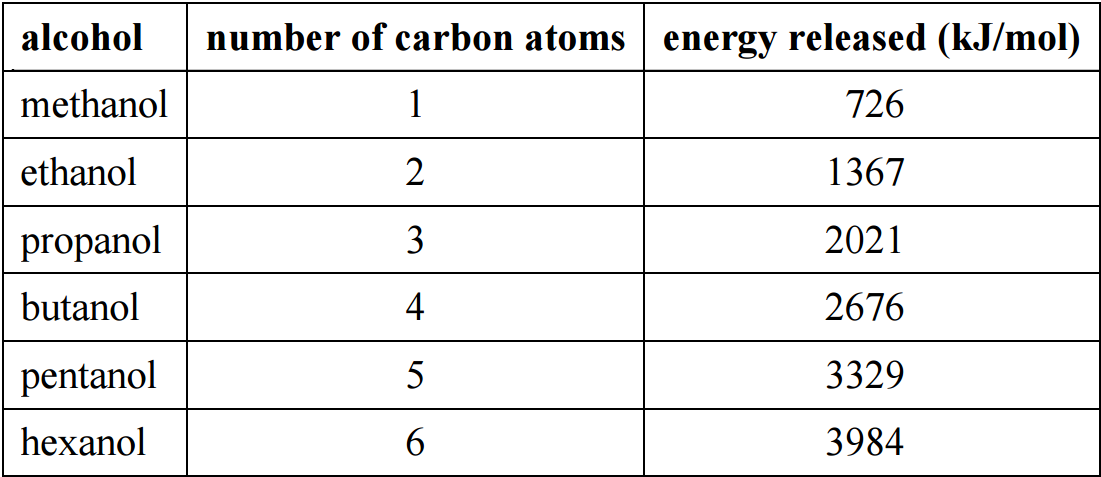 alcohol number of carbon atoms energy released (kJ/mol)
methanol 1 726
ethanol 2 1367
propanol 3 2021
butanol 4 2676
pentanol 5 3329
hexanol 6 3984